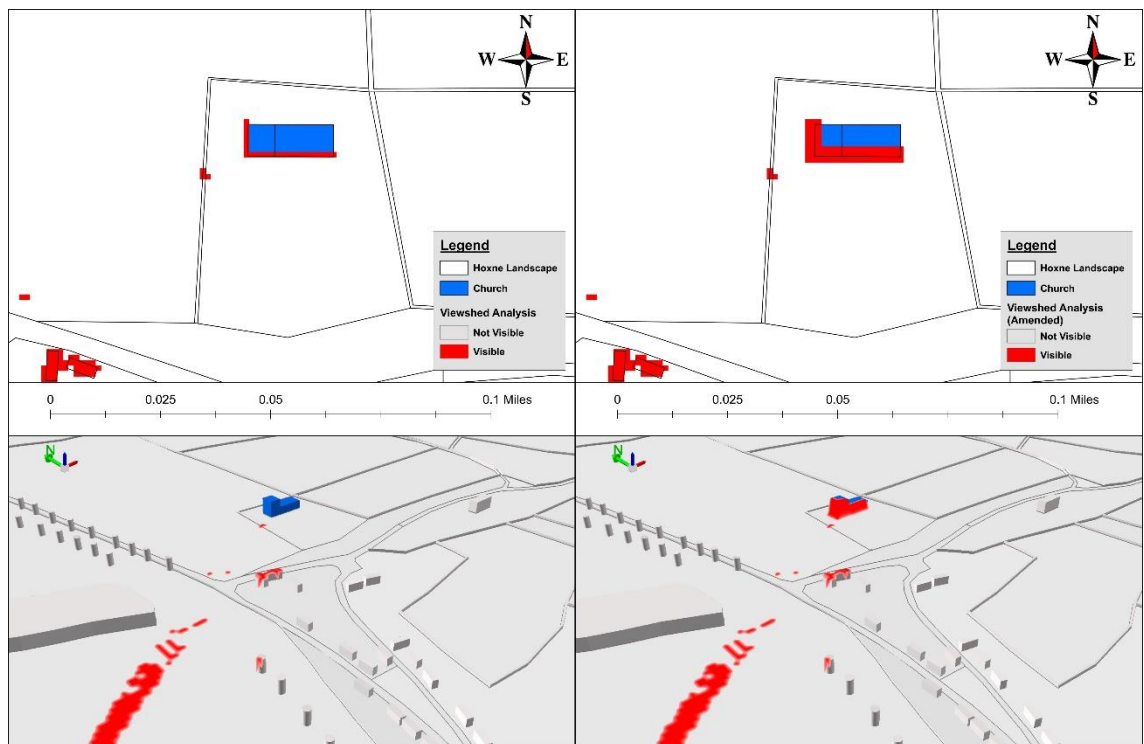 N
W E
S
Legend
Hoxne Landscape
Church
Viewshed Analysis
Not Visible
Visible
N
W E
S
Legend
Hoxne Landscape
Church
Viewshed Analysis
(Amended)
Not Visible
Visible
0 0.025 0.05 0.1 Miles
0 0.025 0.05 0.1 Miles
N
N